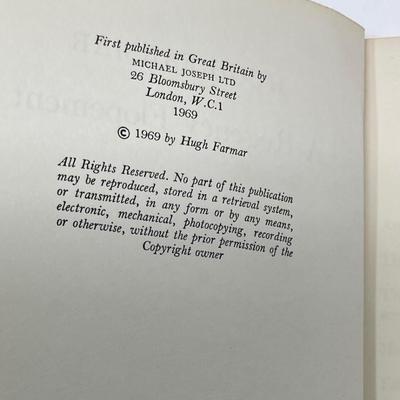 First published in Great Britain by
MICHAEL JOSEPH LTD
26 Bloomsbury Street
London, W.C.1
1969
© 1969 by Hugh Farmar
All Rights Reserved. No part of this publication
may be reproduced, stored in a retrieval system,
or transmitted, in any form or by any means,
electronic, mechanical, photocopying, recording
or otherwise, without the prior permission of the
Copyright owner